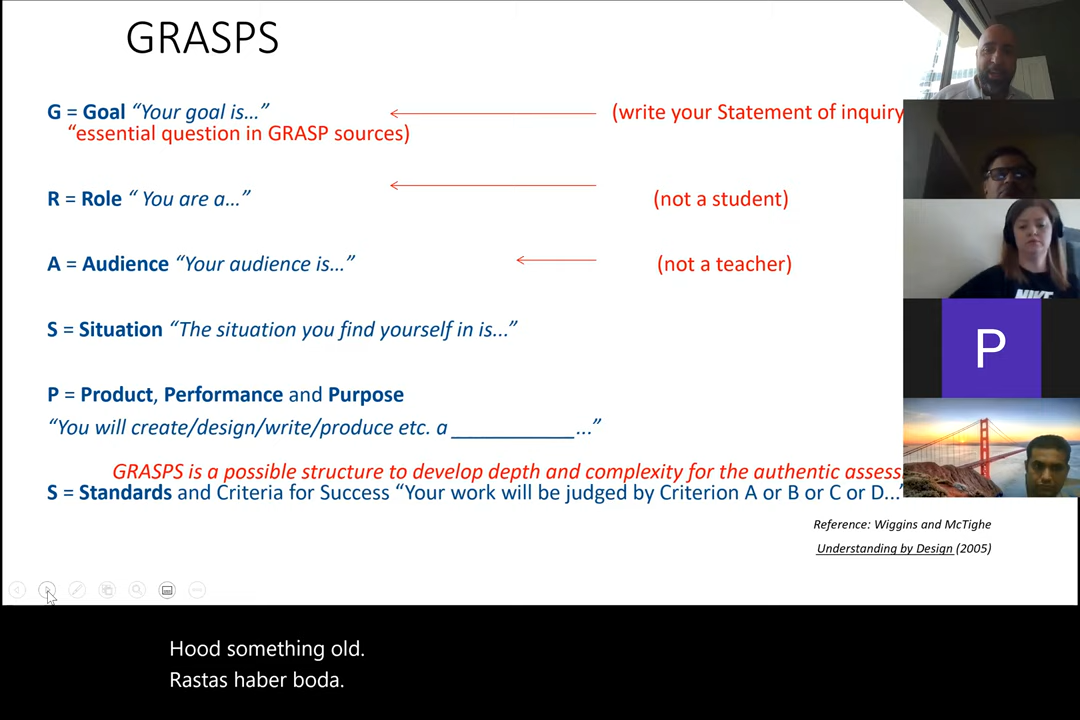 GRASPS
G = Goal “Your goal is…” (write your Statement of inquiry
“essential question in GRASP sources)
R = Role “ You are a…” (not a student)
A = Audience “Your audience is…” (not a teacher)
S = Situation “The situation you find yourself in is...”
P = Product, Performance and Purpose
“You will create/design/write/produce etc. a ___________...”
GRASPS is a possible structure to develop depth and complexity for the authentic assess
S = Standards and Criteria for Success “Your work will be judged by Criterion A or B or C or D...”
Reference: Wiggins and McTighe
Understanding by Design (2005)
NIKE
P
Hood something old.
Rastas haber boda.